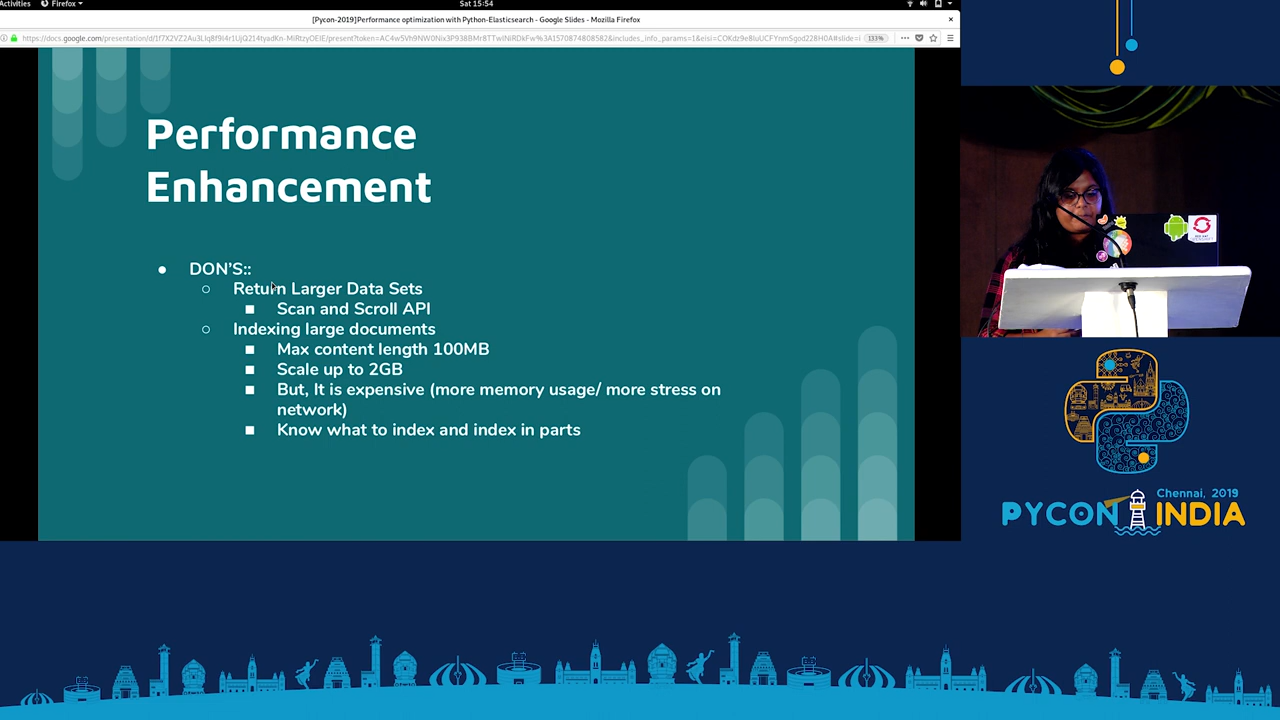 Activities
Firefox
Sat 15:54
[Pycon-2019]Performance optimization with Python-Elasticsearch - Google Slides - Mozilla Firefox
133%
Performance
Enhancement
DON'S::
Return Larger Data Sets
Scan and Scroll API
Indexing large documents
Max content length 100MB
Scale up to 2GB
But, It is expensive (more memory usage/ more stress on
network)
Know what to index and index in parts
Chennai, 2019
PYCON INDIA